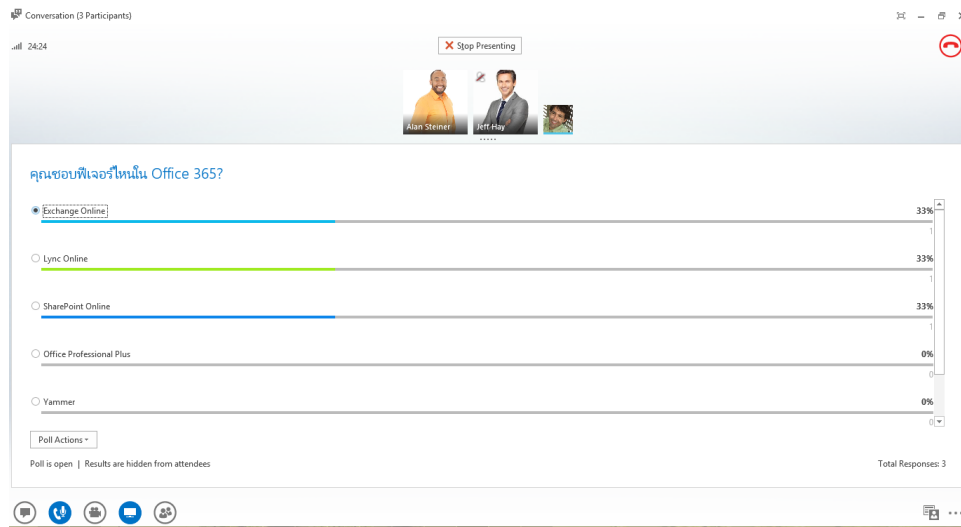 Conversation (3 Participants)
24:24
Stop Presenting
Alan Steiner
Jeff Hay
คุณชอบฟีเจอร์ไหนใน Office 365?
Exchange Online 33%
1
Lync Online 33%
1
SharePoint Online 33%
1
Office Professional Plus 0%
0
Yammer 0%
0
Poll Actions
Poll is open | Results are hidden from attendees Total Responses: 3